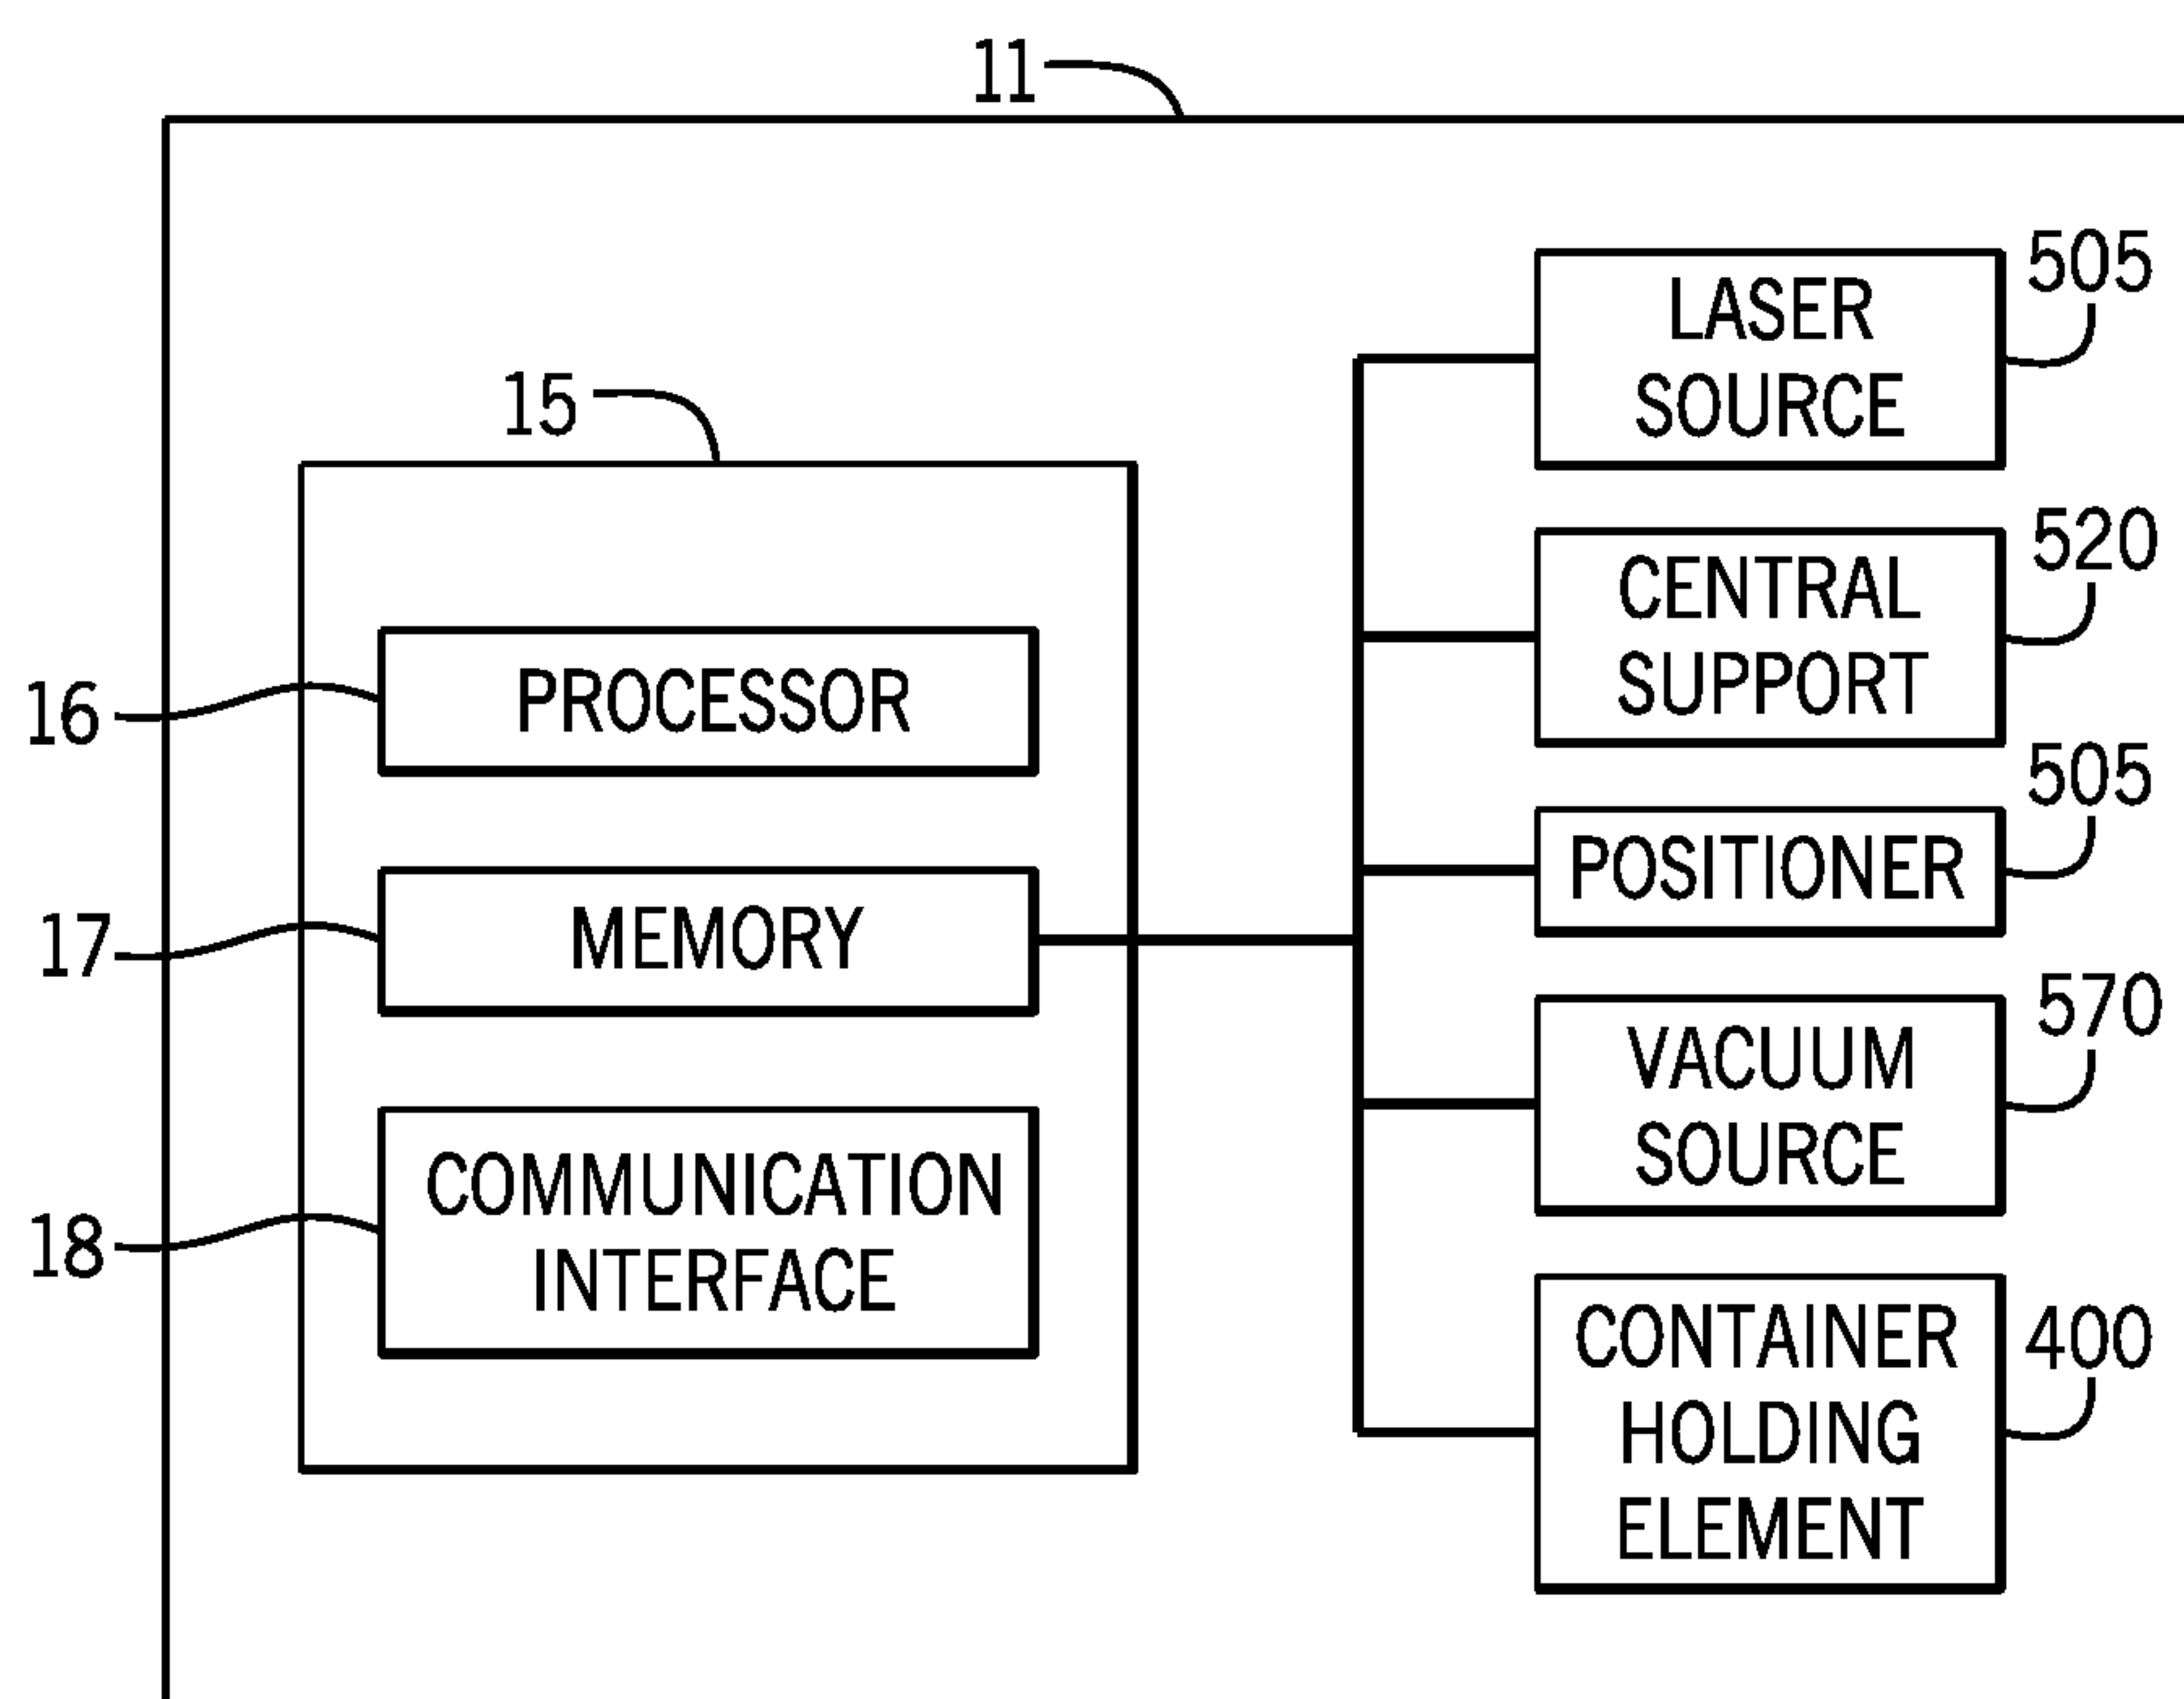 11
15
16
PROCESSOR
17
MEMORY
18
COMMUNICATION
INTERFACE
LASER
SOURCE
505
CENTRAL
SUPPORT
520
POSITIONER
505
VACUUM
SOURCE
570
CONTAINER
HOLDING
ELEMENT
400